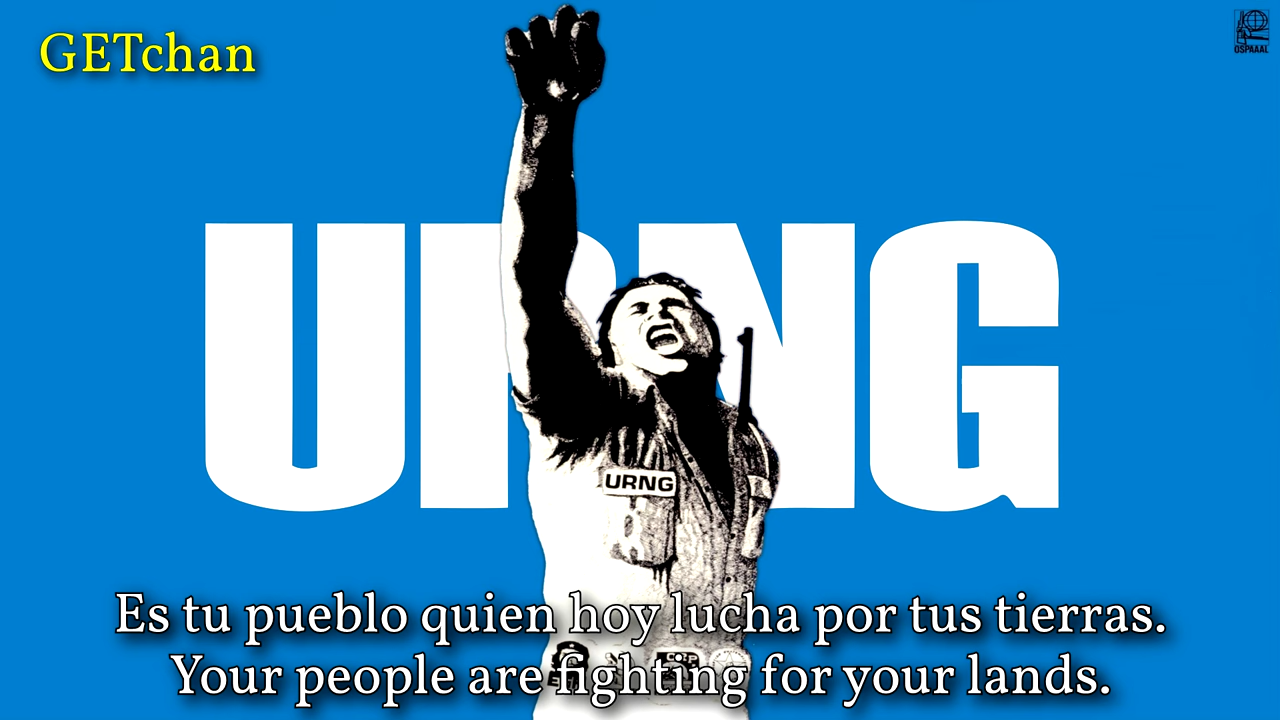 GETchan
OSPAAAL
URNG
URNG
Es tu pueblo quien hoy lucha por tus tierras.
Your people are fighting for your lands.